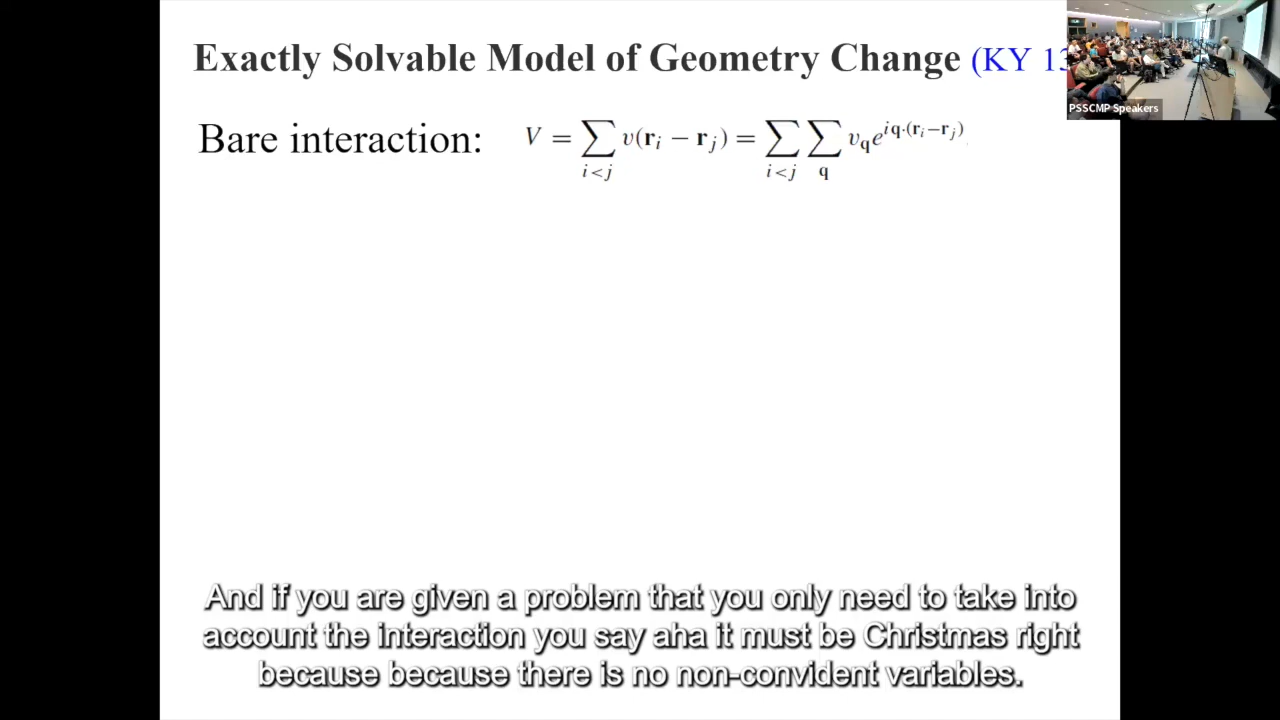 Exactly Solvable Model of Geometry Change (KY 13
PSSCMP Speakers
Bare interaction: V = ∑_{i<j} v(r_i − r_j) = ∑_{i<j} ∑_q v_q e^{iq·(r_i−r_j)}
And if you are given a problem that you only need to take into
account the interaction you say aha it must be Christmas right
because because there is no non-convident variables.